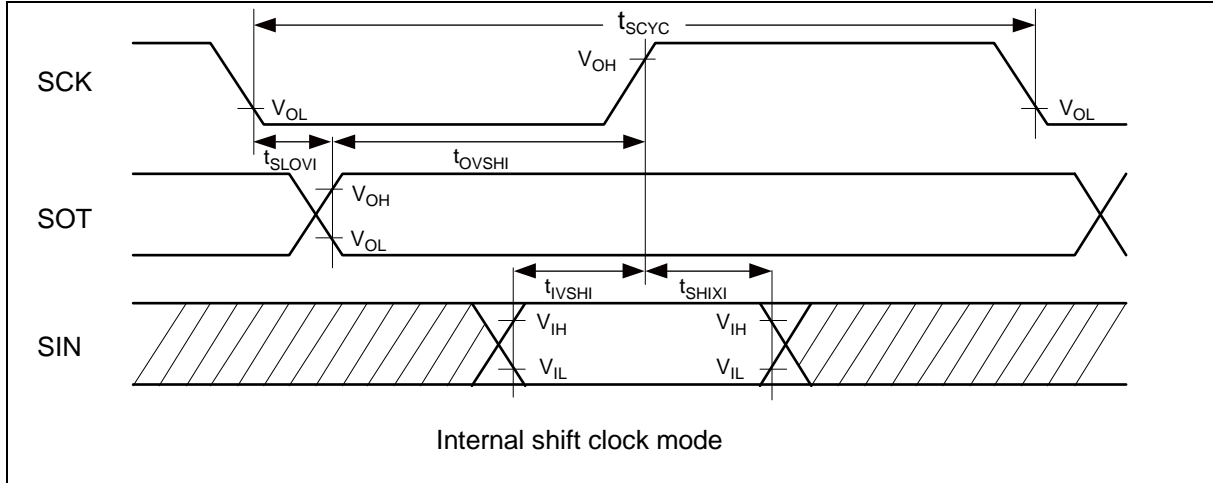 tSCYC
SCK
VOH
VOL
VOL
tSLOVI
tOVSHI
SOT
VOH
VOL
tIVSHI
tSHIXI
SIN
VIH
VIH
VIL
VIL
Internal shift clock mode